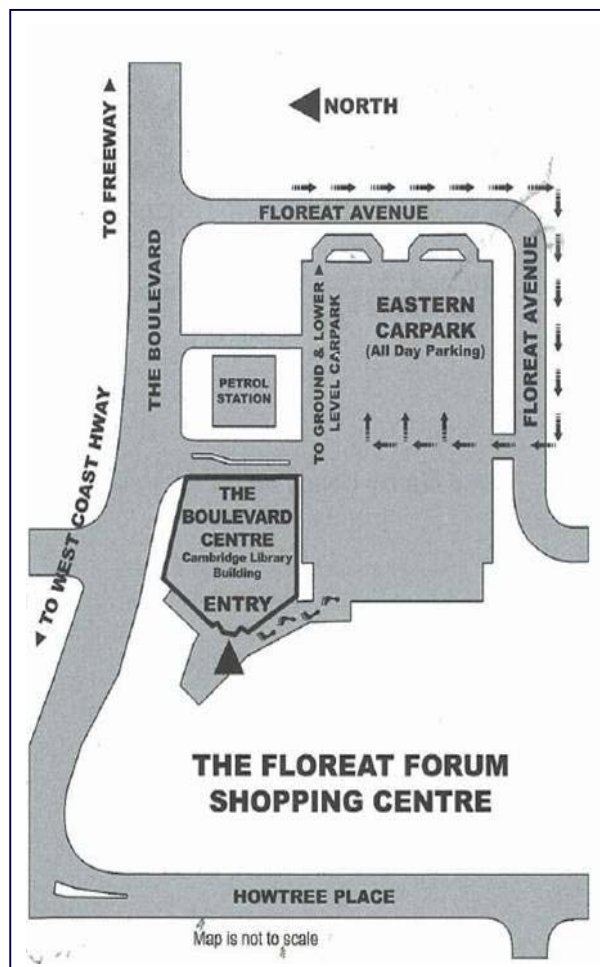 NORTH
TO FREEWAY
FLOREAT AVENUE
THE BOULEVARD
TO GROUND & LOWER
LEVEL CARPARK
EASTERN
CARPARK
(All Day Parking)
FLOREAT AVENUE
PETROL
STATION
TO WEST COAST HWAY
THE
BOULEVARD
CENTRE
Cambridge Library
Building
ENTRY
THE FLOREAT FORUM
SHOPPING CENTRE
HOWTREE PLACE
Map is not to scale